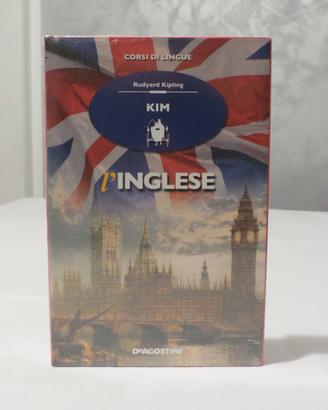 CORSI DI LINGUE
Rudyard Kipling
KIM
l'INGLESE
DEAGOSTINI